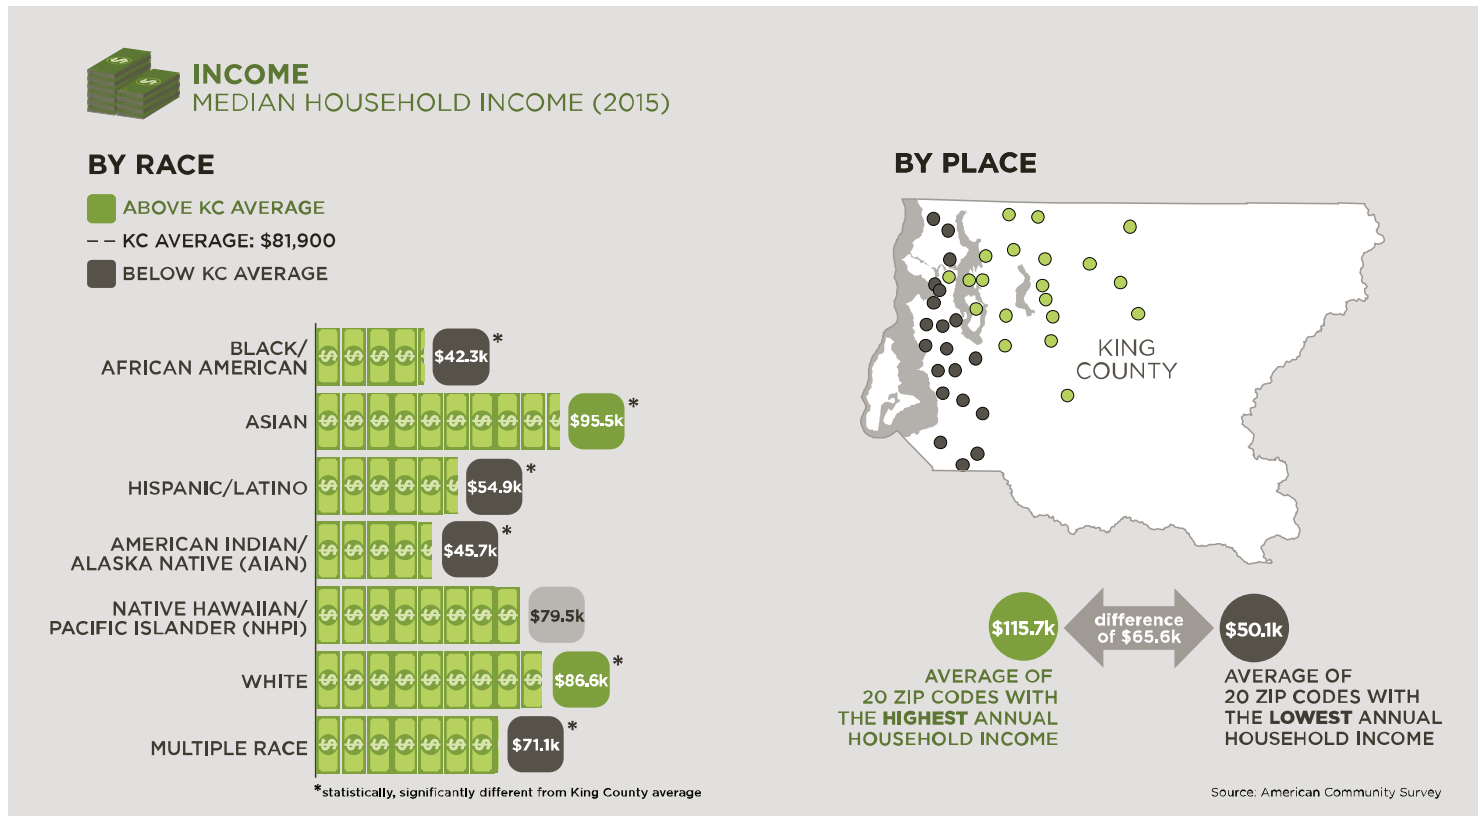 INCOME
MEDIAN HOUSEHOLD INCOME (2015)
BY RACE
ABOVE KC AVERAGE
KC AVERAGE: $81,900
BELOW KC AVERAGE
BLACK/
AFRICAN AMERICAN
$42.3k*
ASIAN
$95.5k*
HISPANIC/LATINO
$54.9k*
AMERICAN INDIAN/
ALASKA NATIVE (AIAN)
$45.7k*
NATIVE HAWAIIAN/
PACIFIC ISLANDER (NHPI)
$79.5k
WHITE
$86.6k*
MULTIPLE RACE
$71.1k*
*statistically, significantly different from King County average
BY PLACE
KING
COUNTY
$115.7k
difference
of $65.6k
$50.1k
AVERAGE OF
20 ZIP CODES WITH
THE HIGHEST ANNUAL
HOUSEHOLD INCOME
AVERAGE OF
20 ZIP CODES WITH
THE LOWEST ANNUAL
HOUSEHOLD INCOME
Source: American Community Survey